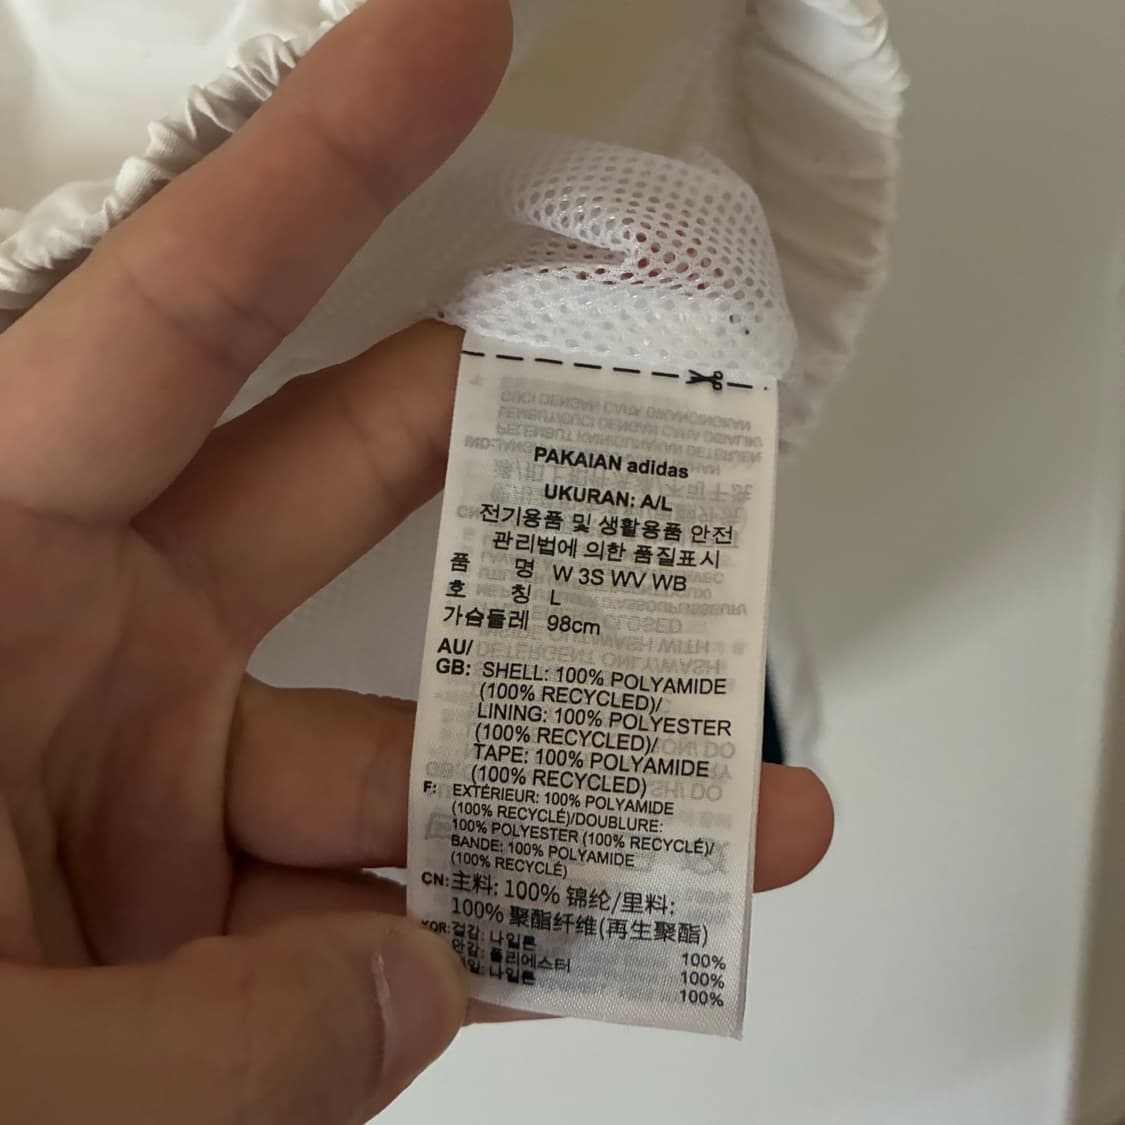 PAKAIAN adidas
UKURAN: A/L
전기용품 및 생활용품 안전
관리법에 의한 품질표시
품 명 W 3S WV WB
호 칭 L
가슴둘레 98cm
AU/
GB: SHELL: 100% POLYAMIDE
(100% RECYCLED)/
LINING: 100% POLYESTER
(100% RECYCLED)/
TAPE: 100% POLYAMIDE
(100% RECYCLED)
F: EXTÉRIEUR: 100% POLYAMIDE
(100% RECYCLÉ)/DOUBLURE:
100% POLYESTER (100% RECYCLÉ)/
BANDE: 100% POLYAMIDE
(100% RECYCLÉ)
CN: 主料: 100% 锦纶/里料:
100% 聚酯纤维(再生聚酯)
KOR: 겉감: 나일론 100%
안감: 폴리에스터 100%
나일론 100%